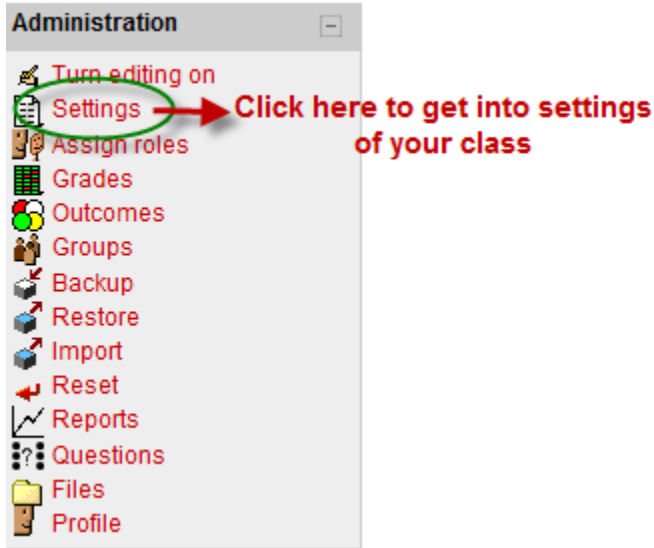 Administration
Turn editing on
Settings
Click here to get into settings
of your class
Assign roles
Grades
Outcomes
Groups
Backup
Restore
Import
Reset
Reports
Questions
Files
Profile